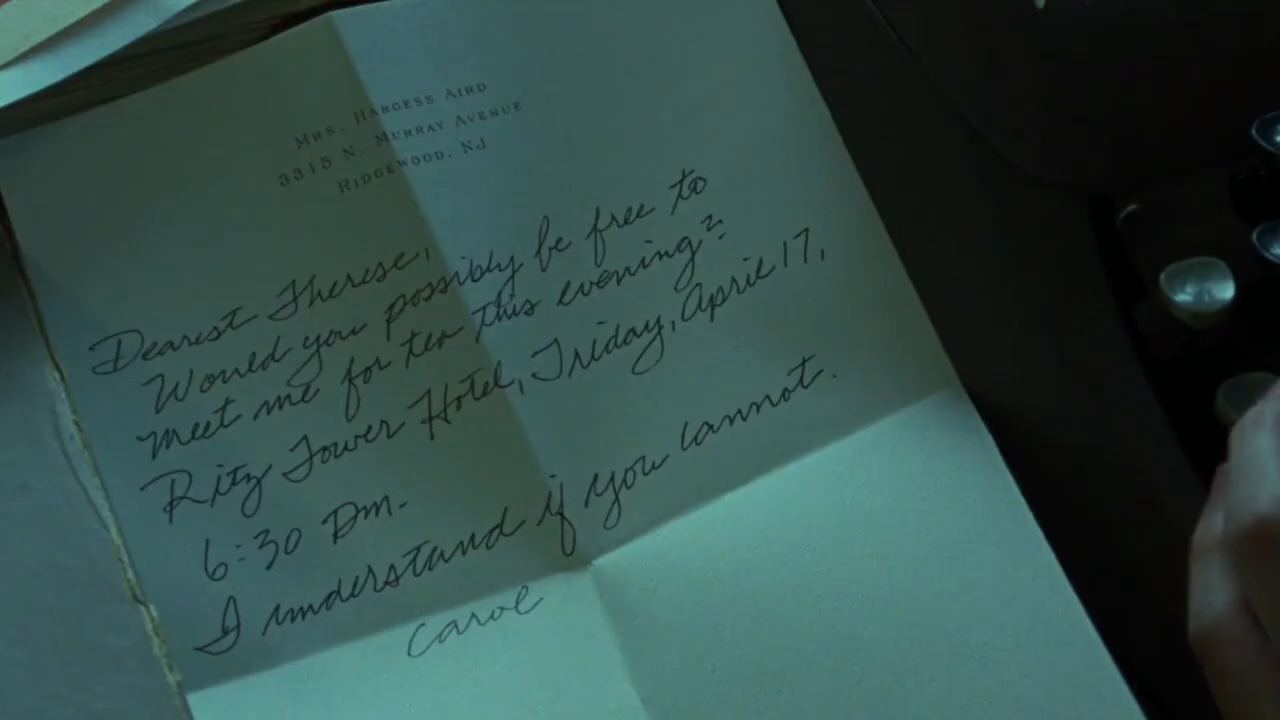 Mrs. Hargess Aird
3315 N. Murray Avenue
Ridgewood, NJ
Dearest Therese,
Would you possibly be free to
meet me for tea this evening?
Ritz Tower Hotel, Friday, April 17,
6:30 Pm.
I understand if you cannot.
Carol